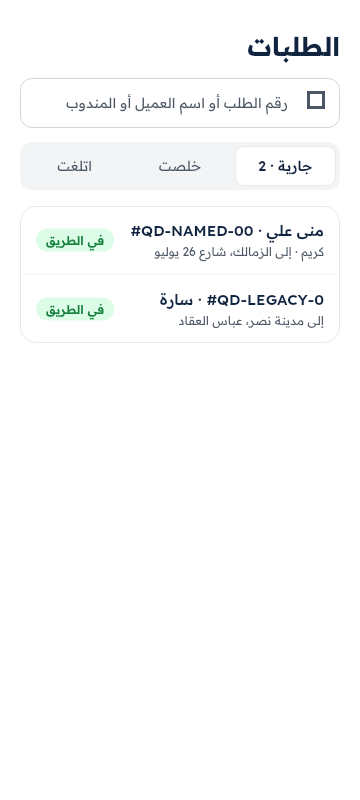 الطلبات
رقم الطلب أو اسم العميل أو المندوب
جارية · 2
خلصت
اتلغت
منى علي · #QD-NAMED-00
في الطريق
كريم · إلى الزمالك، شارع 26 يوليو
#QD-LEGACY-0 · سارة
في الطريق
إلى مدينة نصر، عباس العقاد